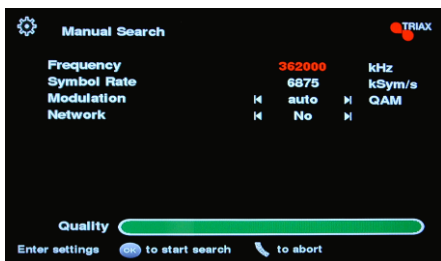 Manual Search
TRIAX
Frequency 362000 kHz
Symbol Rate 6875 kSym/s
Modulation auto QAM
Network No
Quality
Enter settings OK to start search to abort